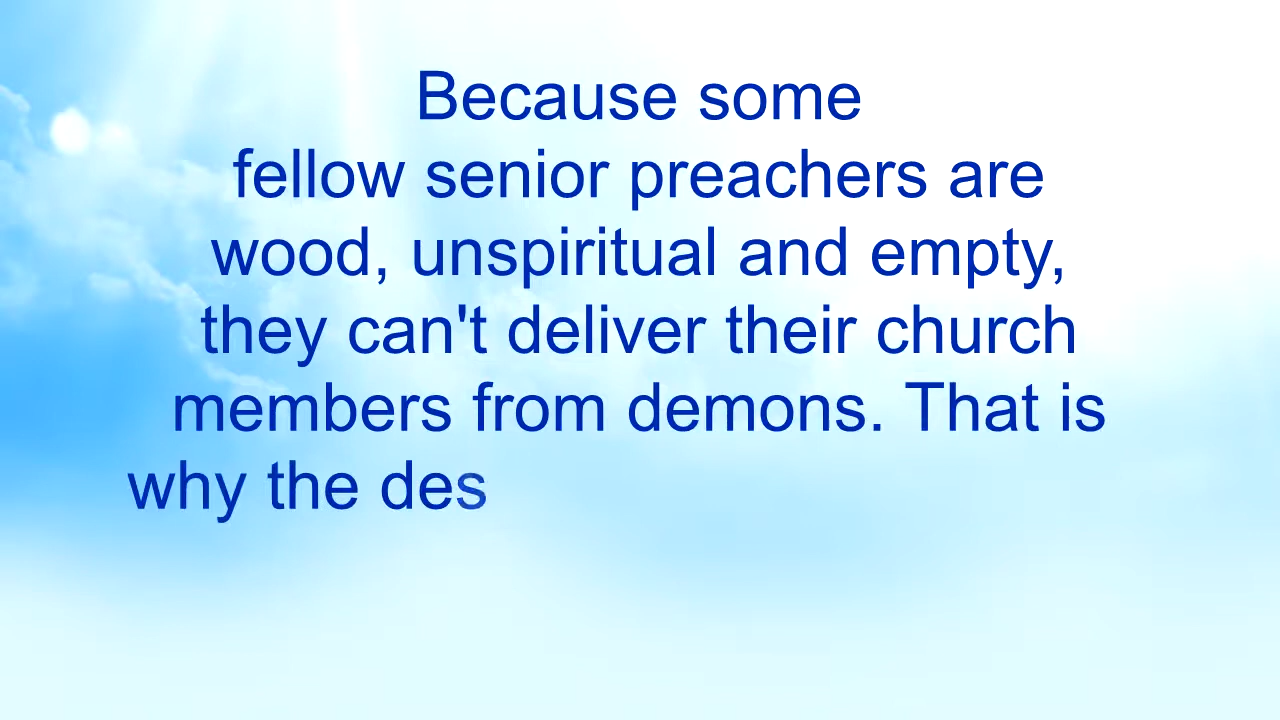 Because some
fellow senior preachers are
wood, unspiritual and empty,
they can't deliver their church
members from demons. That is
why the des